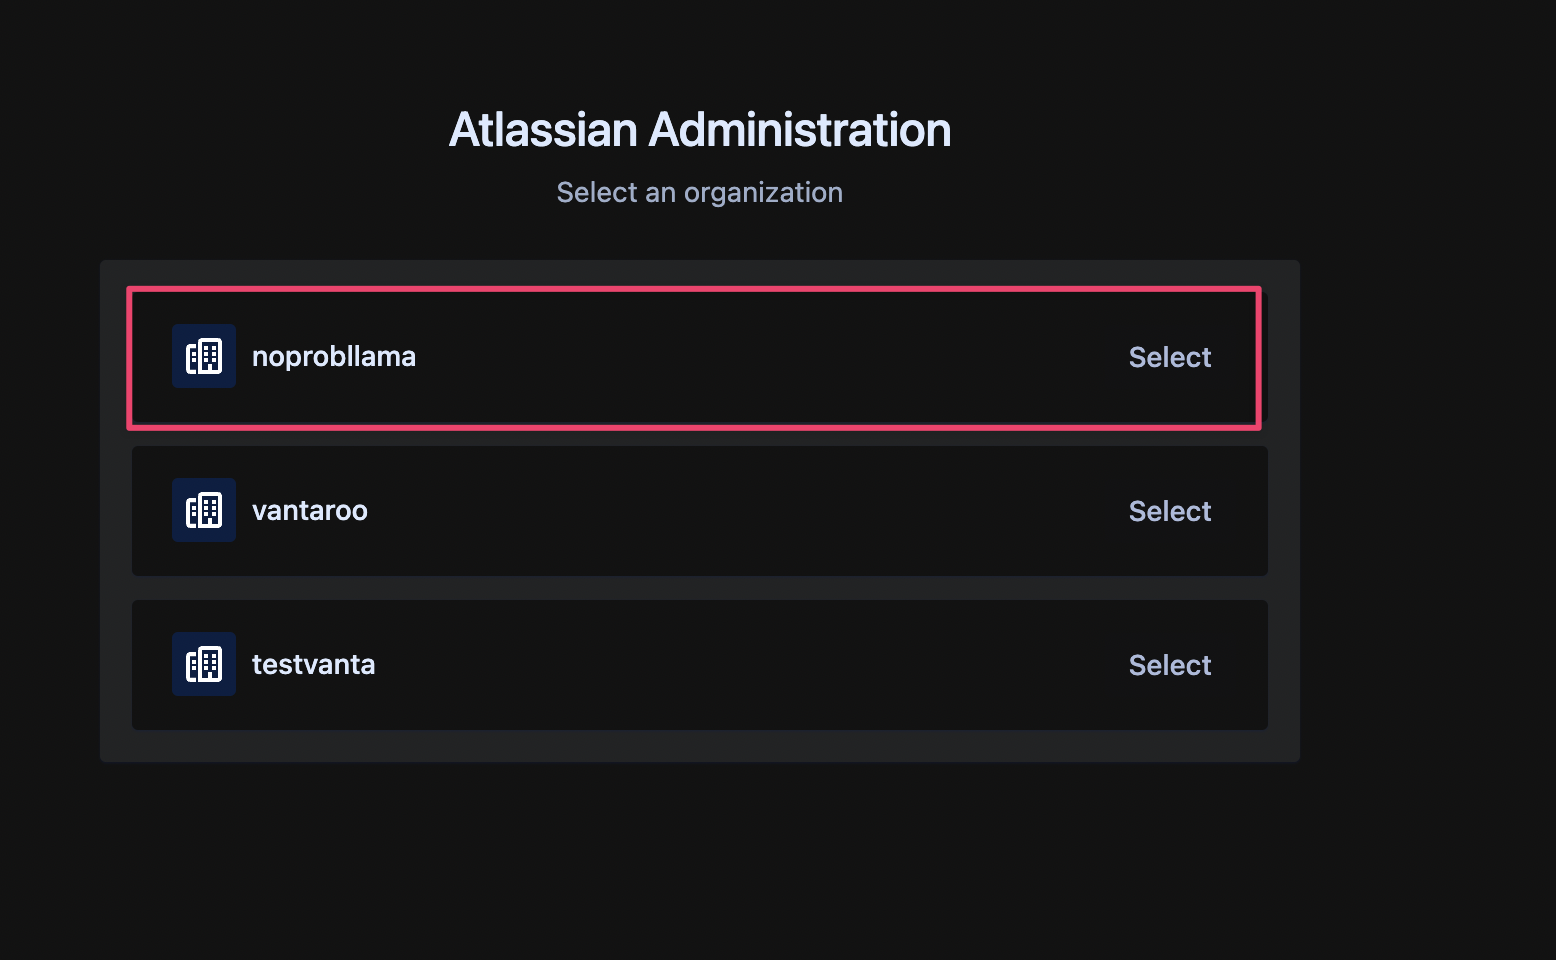 Atlassian Administration
Select an organization
noprobllama Select
vantaroo Select
testvanta Select